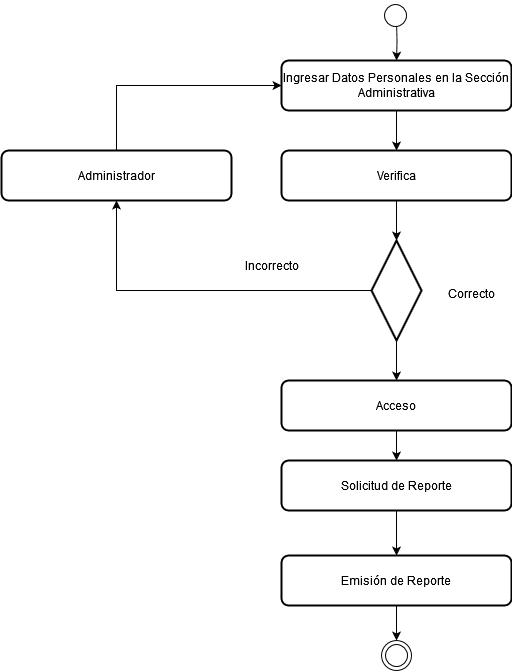 Ingresar Datos Personales en la Sección
Administrativa
Administrador
Verifica
Incorrecto
Correcto
Acceso
Solicitud de Reporte
Emisión de Reporte